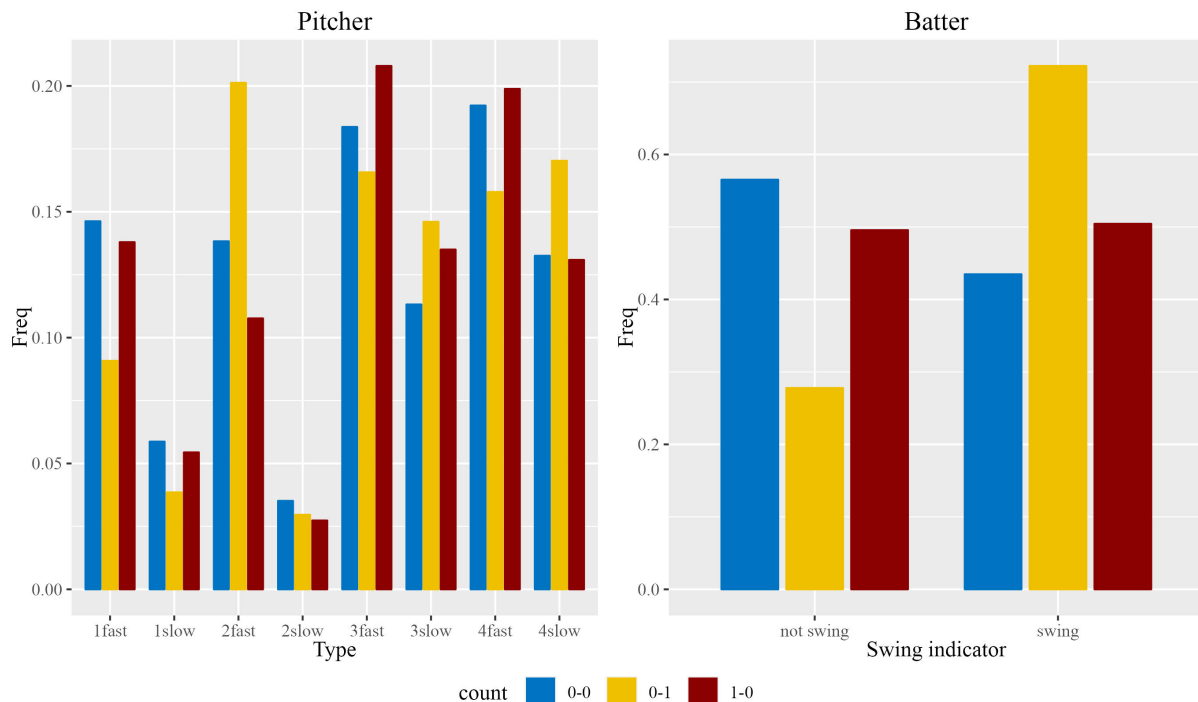 Pitcher
Freq
0.20
0.15
0.10
0.05
0.00
1fast 1slow 2fast 2slow 3fast 3slow 4fast 4slow
Type
Batter
Freq
0.6
0.4
0.2
0.0
not swing swing
Swing indicator
count 0-0 0-1 1-0